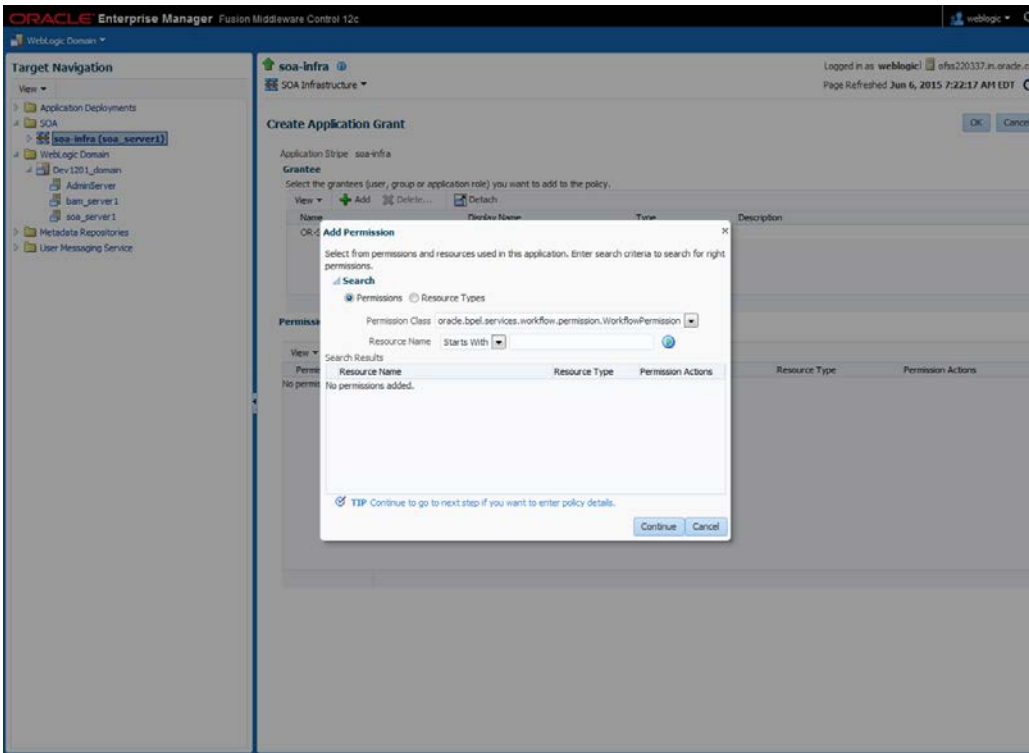 ORACLE Enterprise Manager Fusion Middleware Control 12c
weblogic
WebLogic Domain
Target Navigation
View
Application Deployments
SOA
soa-infra (soa_server1)
WebLogic Domain
Dev1201_domain
AdminServer
bam_server1
soa_server1
Metadata Repositories
User Messaging Service
soa-infra
SOA Infrastructure
Logged in as weblogic
Page Refreshed Jun 6, 2015 7:22:17 AM EDT
Create Application Grant
OK
Application Stripe soa-infra
Grantee
Select the grantees (user, group or application role) you want to add to the policy.
View Add Delete... Detach
Name Display Name Type Description
Add Permission
Select from permissions and resources used in this application. Enter search criteria to search for right
permissions.
Search
Permissions Resource Types
Permission Class oracle.bpel.services.workflow.permission.WorkflowPermission
Resource Name Starts With
Search Results
Resource Name Resource Type Permission Actions
No permissions added.
TIP Continue to go to next step if you want to enter policy details.
Continue Cancel
View
Resource Type Permission Actions